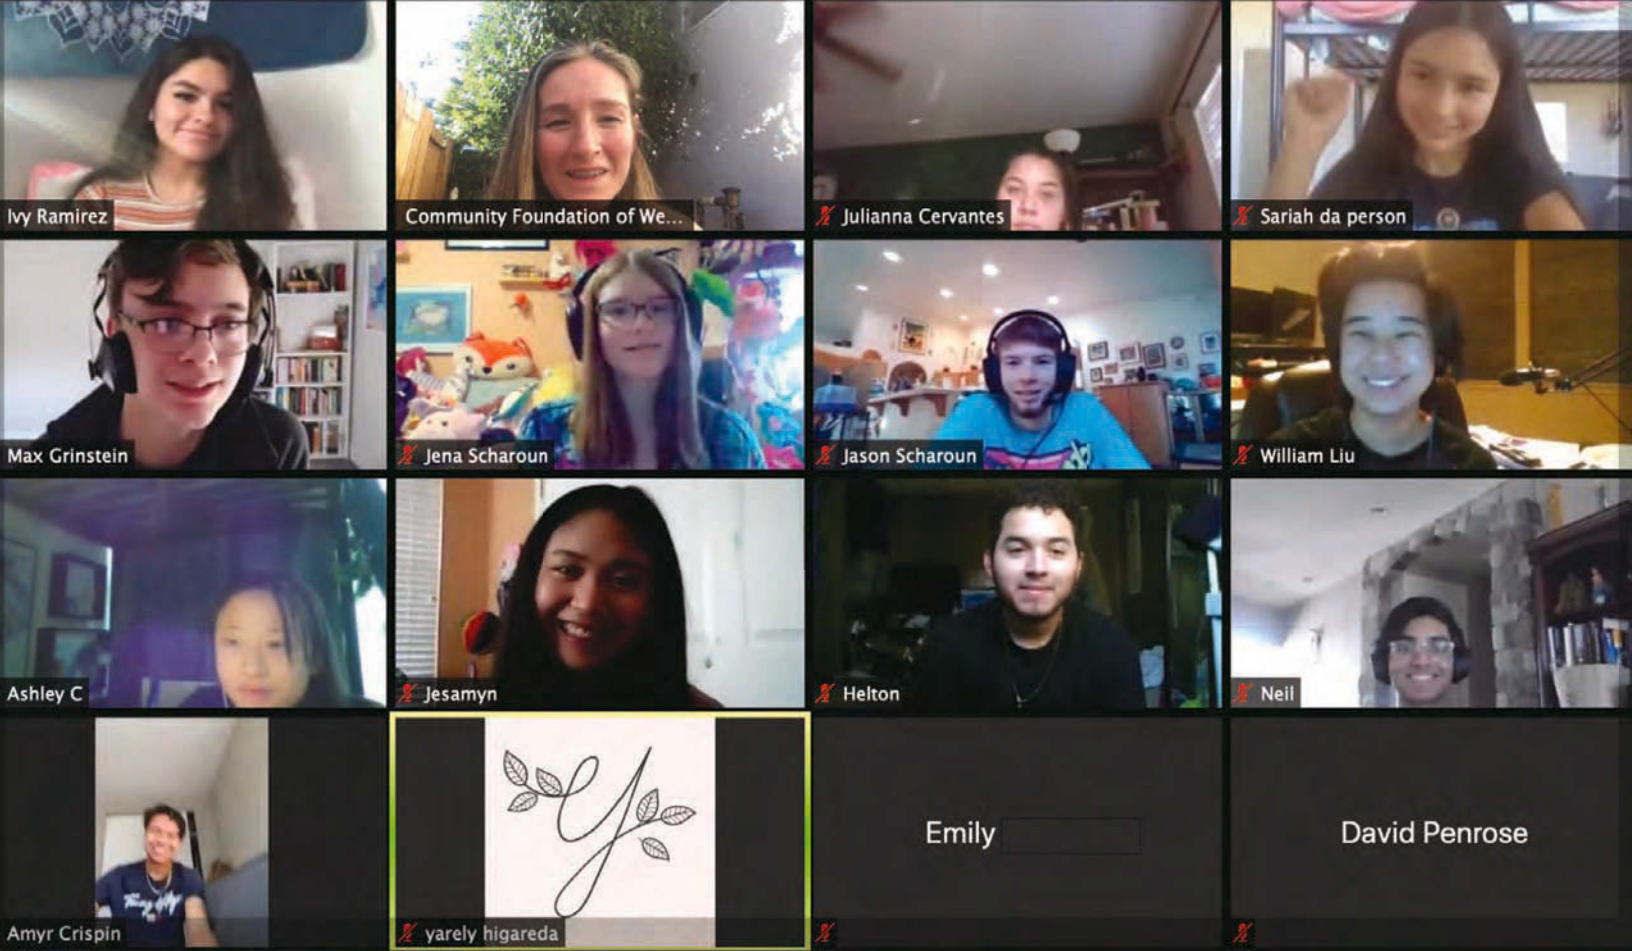 Ivy Ramirez
Community Foundation of We...
Julianna Cervantes
Sariah da person
Max Grinstein
Jena Scharoun
Jason Scharoun
William Liu
Ashley C
Jesamyn
Helton
Neil
Amyr Crispin
y
yarely higareda
Emily
David Penrose